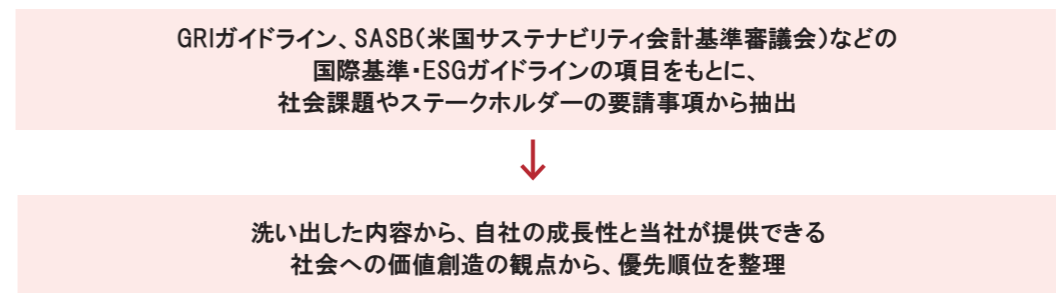 GRIガイドライン、SASB(米国サステナビリティ会計基準審議会)などの
国際基準・ESGガイドラインの項目をもとに、
社会課題やステークホルダーの要請事項から抽出
↓
洗い出した内容から、自社の成長性と当社が提供できる
社会への価値創造の観点から、優先順位を整理